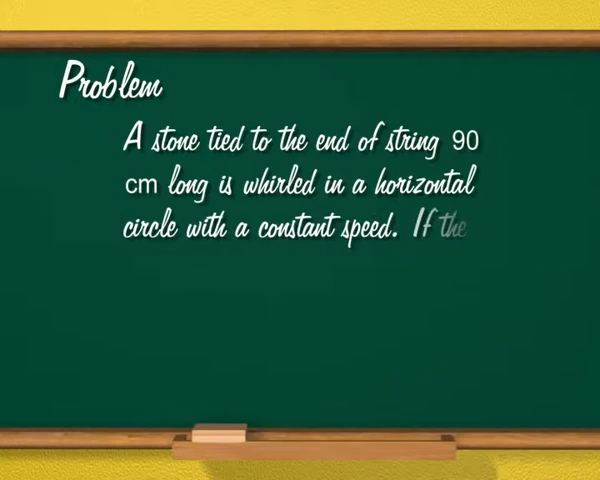 Problem
A stone tied to the end of string 90
cm long is whirled in a horizontal
circle with a constant speed. If the